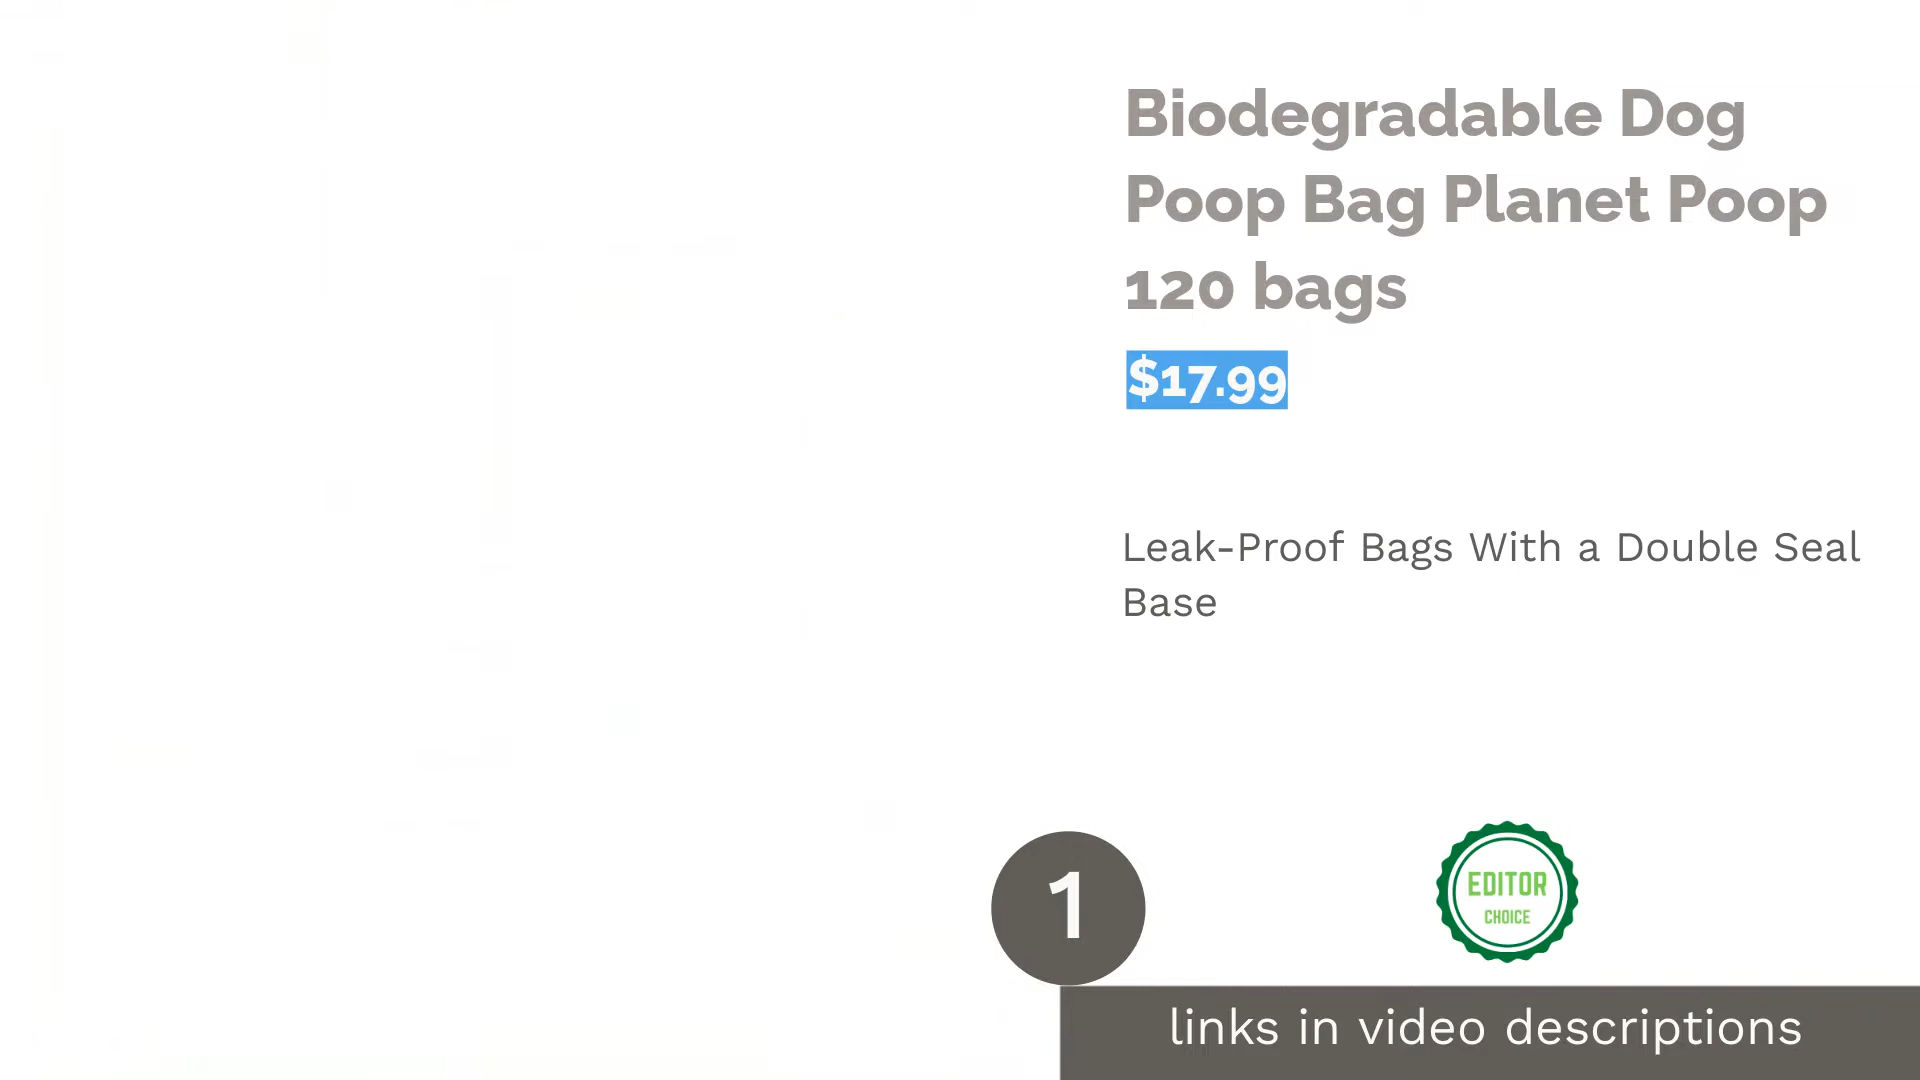 Biodegradable Dog
Poop Bag Planet Poop
120 bags
$17.99
Leak-Proof Bags With a Double Seal
Base
1
EDITOR
CHOICE
links in video descriptions